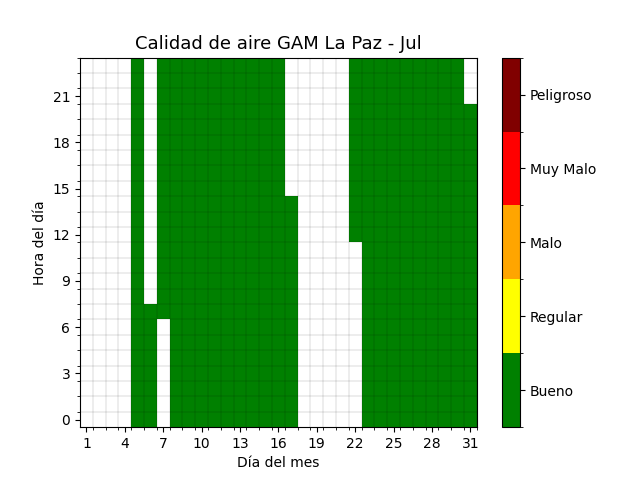 Calidad de aire GAM La Paz - Jul
Hora del día
21
18
15
12
9
6
3
0
1 4 7 10 13 16 19 22 25 28 31
Día del mes
Peligroso
Muy Malo
Malo
Regular
Bueno